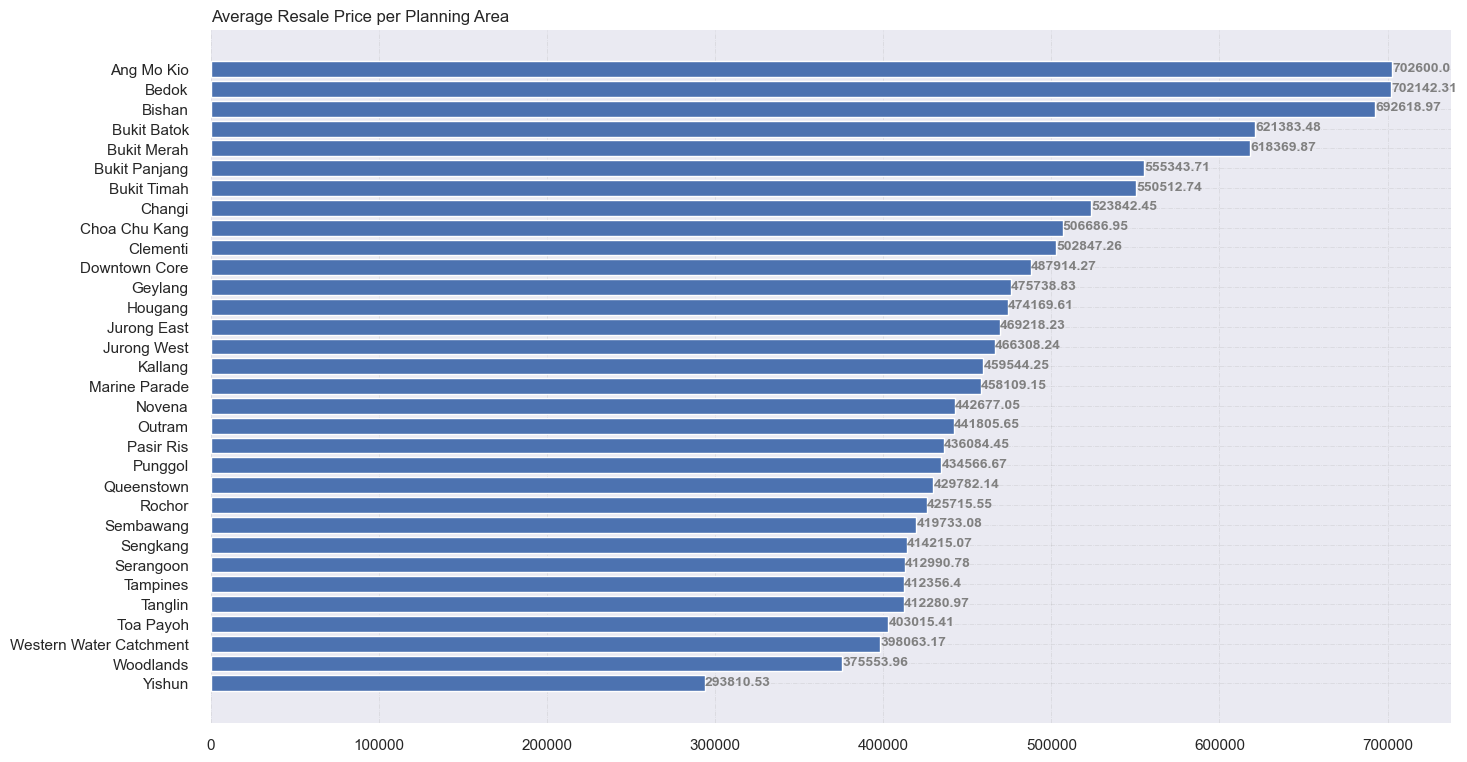 Average Resale Price per Planning Area
Ang Mo Kio 702600.0
Bedok 702142.31
Bishan 692618.97
Bukit Batok 621383.48
Bukit Merah 618369.87
Bukit Panjang 555343.71
Bukit Timah 550512.74
Changi 523842.45
Choa Chu Kang 506686.95
Clementi 502847.26
Downtown Core 487914.27
Geylang 475738.83
Hougang 474169.61
Jurong East 469218.23
Jurong West 466308.24
Kallang 459544.25
Marine Parade 458109.15
Novena 442677.05
Outram 441805.65
Pasir Ris 436084.45
Punggol 434566.67
Queenstown 429782.14
Rochor 425715.55
Sembawang 419733.08
Sengkang 414215.07
Serangoon 412990.78
Tampines 412356.4
Tanglin 412280.97
Toa Payoh 403015.41
Western Water Catchment 398063.17
Woodlands 375553.96
Yishun 293810.53
0 100000 200000 300000 400000 500000 600000 700000